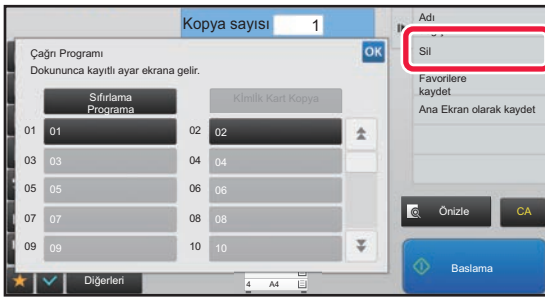 Kopya sayısı 1
Adı
Sil
Favorilere
kaydet
Ana Ekran olarak kaydet
Çağrı Programı
OK
Dokununca kayıtlı ayar ekrana gelir.
Sıfırlama
Programa
Kimilk Kart Kopya
01 01
02 02
03 03
04 04
05 05
06 06
07 07
08 08
09 09
10 10
Önizle
CA
Baslama
Diğerleri
4 A4